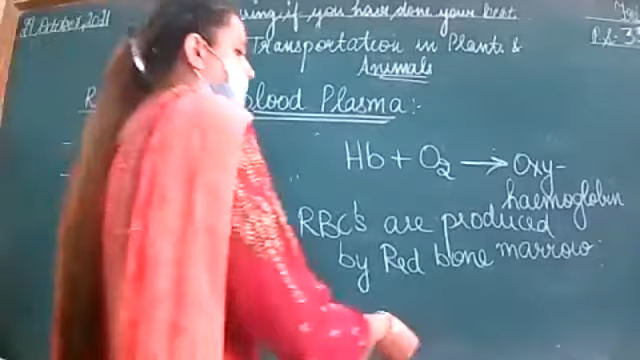 29 October, 2021
if you have done your best
Transportation in Plants &
Animals
blood Plasma :-
Hb + O2 → Oxy-
haemoglobin
RBC's are produced
by Red bone marrow.